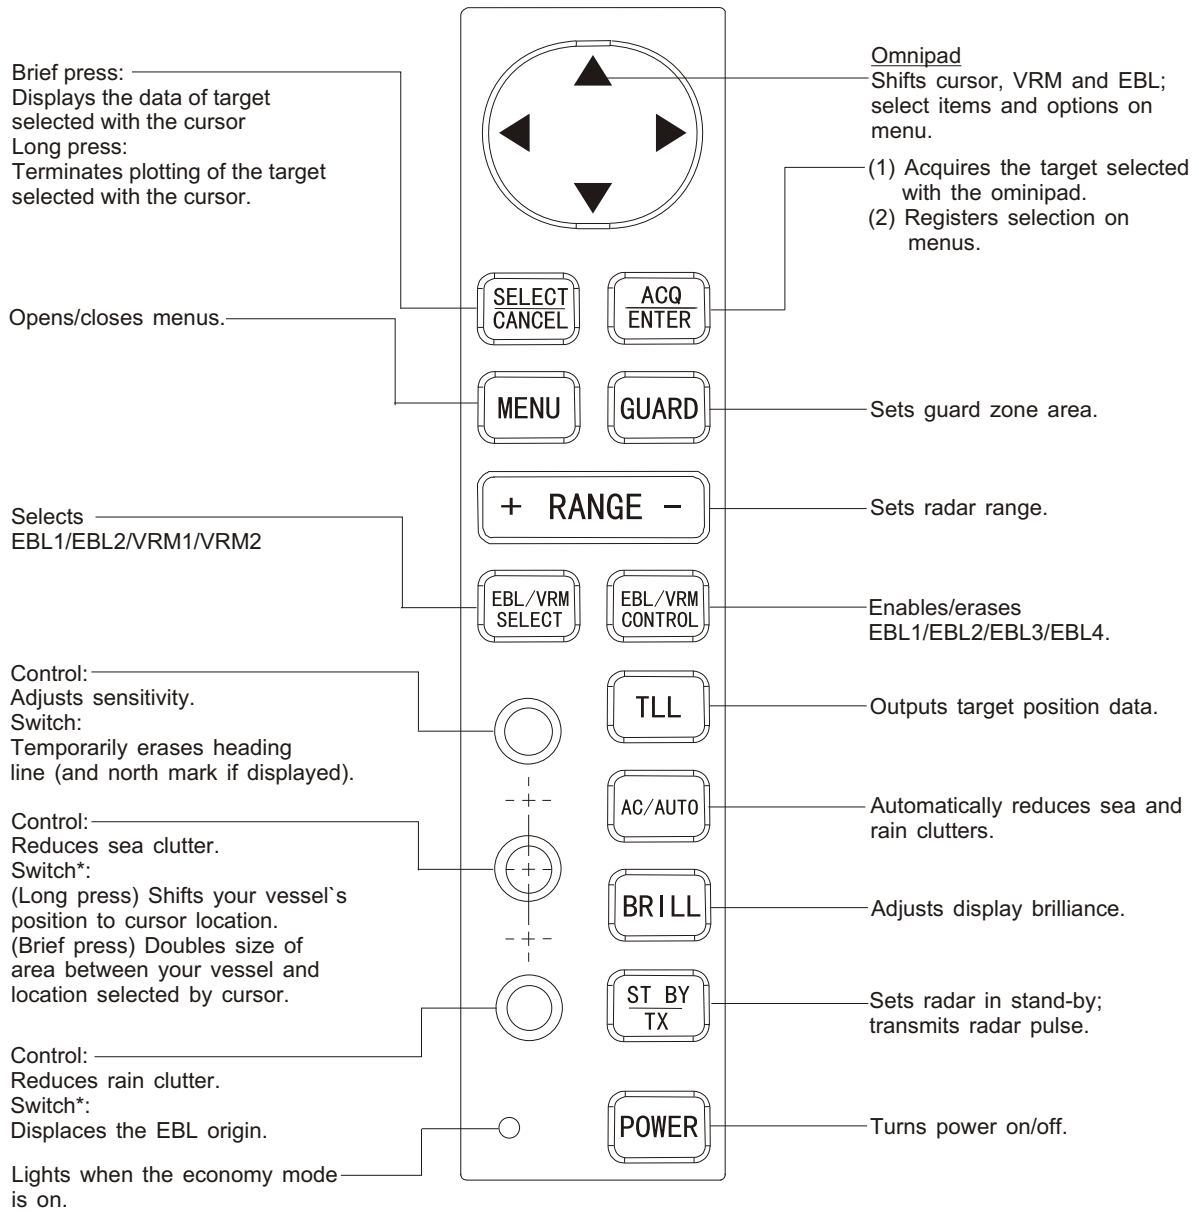 Brief press:
Displays the data of target
selected with the cursor
Long press:
Terminates plotting of the target
selected with the cursor.
Opens/closes menus.
Selects
EBL1/EBL2/VRM1/VRM2
Control:
Adjusts sensitivity.
Switch:
Temporarily erases heading
line (and north mark if displayed).
Control:
Reduces sea clutter.
Switch*:
(Long press) Shifts your vessel`s
position to cursor location.
(Brief press) Doubles size of
area between your vessel and
location selected by cursor.
Control:
Reduces rain clutter.
Switch*:
Displaces the EBL origin.
Lights when the economy mode
is on.
SELECT
CANCEL
ACQ
ENTER
MENU
GUARD
+ RANGE -
EBL/VRM
SELECT
EBL/VRM
CONTROL
TLL
AC/AUTO
BRILL
ST BY
TX
POWER
Omnipad
Shifts cursor, VRM and EBL;
select items and options on
menu.
(1) Acquires the target selected
with the ominipad.
(2) Registers selection on
menus.
Sets guard zone area.
Sets radar range.
Enables/erases
EBL1/EBL2/EBL3/EBL4.
Outputs target position data.
Automatically reduces sea and
rain clutters.
Adjusts display brilliance.
Sets radar in stand-by;
transmits radar pulse.
Turns power on/off.